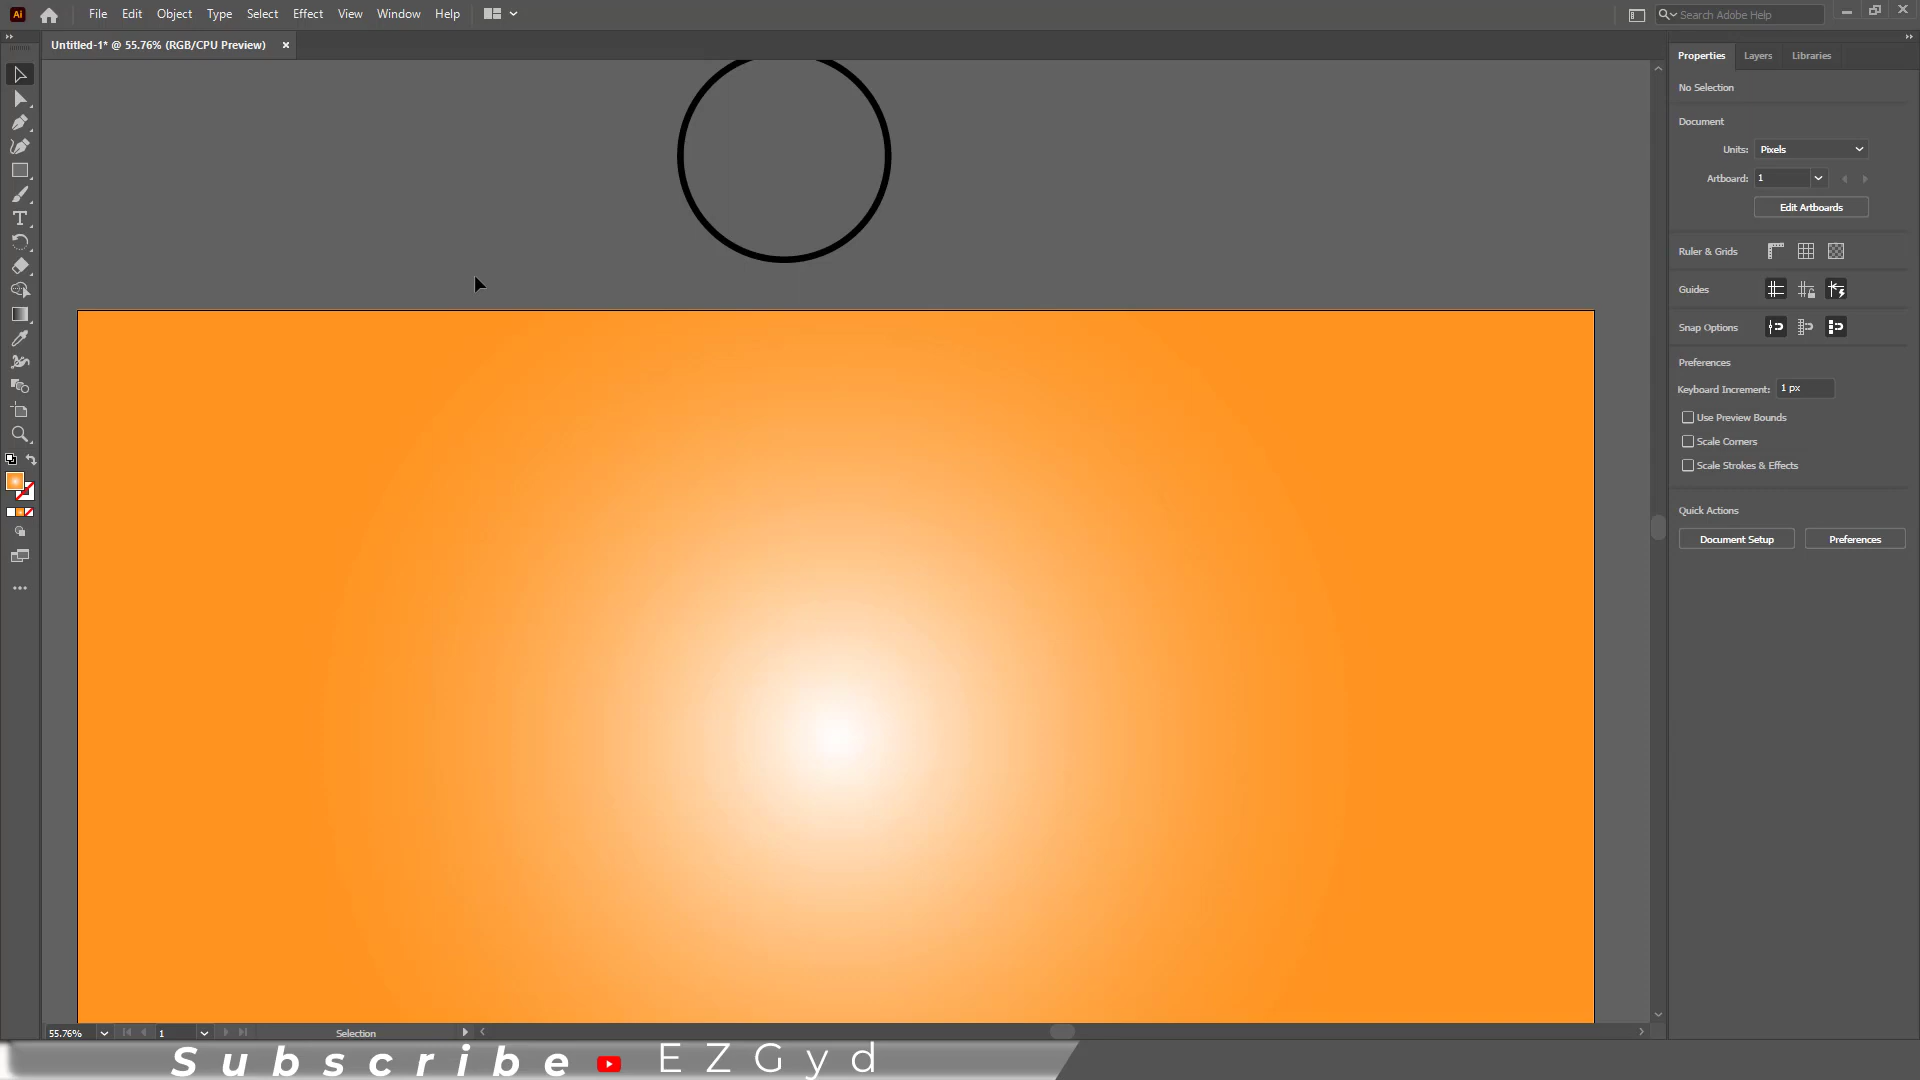 Ai File Edit Object Type Select Effect View Window Help Search Adobe Help
Untitled-1* @ 55.76% (RGB/CPU Preview) ×
Properties Layers Libraries
No Selection
Document
Units: Pixels
Artboard: 1
Edit Artboards
Ruler & Grids
Guides
Snap Options
Preferences
Keyboard Increment: 1 px
Use Preview Bounds
Scale Corners
Scale Strokes & Effects
Quick Actions
Document Setup Preferences
55.76% 1 Selection
Subscribe EZGyd